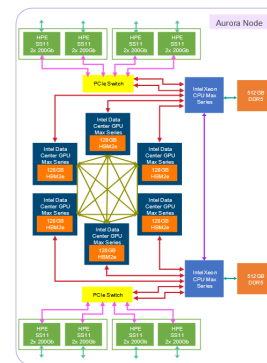 Aurora Node
HPE
SS11
2x 200Gb
HPE
SS11
2x 200Gb
HPE
SS11
2x 200Gb
HPE
SS11
2x 200Gb
PCIe Switch
Intel Xeon
CPU Max
Series
512 GB
DDR5
Intel Data
Center GPU
Max Series
128GB
HBM2e
Intel Data
Center GPU
Max Series
128GB
HBM2e
Intel Data
Center GPU
Max Series
128GB
HBM2e
Intel Data
Center GPU
Max Series
128GB
HBM2e
Intel Data
Center GPU
Max Series
128GB
HBM2e
Intel Data
Center GPU
Max Series
128GB
HBM2e
Intel Xeon
CPU Max
Series
512 GB
DDR5
PCIe Switch
HPE
SS11
2x 200Gb
HPE
SS11
2x 200Gb
HPE
SS11
2x 200Gb
HPE
SS11
2x 200Gb